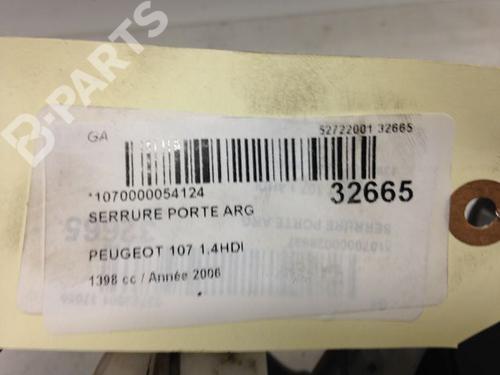 B-PARTS
GA
52722001 32665
*1070000054124
32665
SERRURE PORTE ARG
PEUGEOT 107 1.4HDI
1398 cc / Année 2006